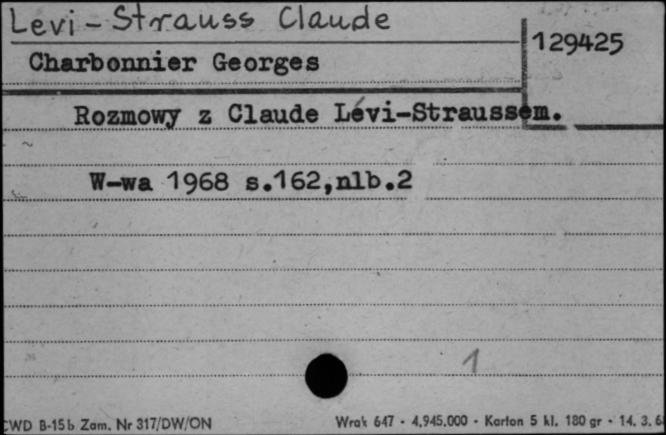 Levi-Strauss Claude
129425
Charbonnier Georges
Rozmowy z Claude Lévi-Straussem.
W-wa 1968 s.162,nlb.2
1
CWD B-15b Zam. Nr 317/DW/ON
Wrak 647 · 4.945.000 · Karton 5 kl. 180 gr · 14. 3. 6